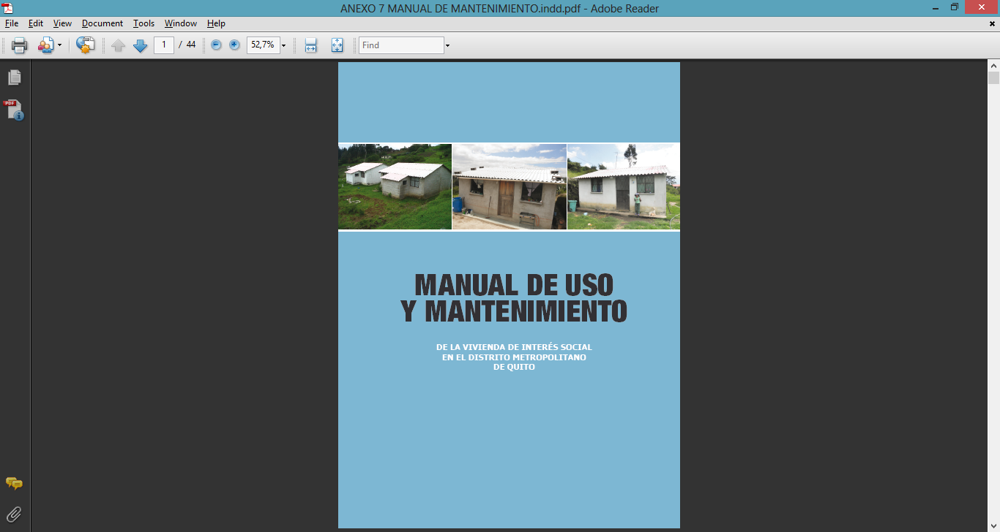 ANEXO 7 MANUAL DE MANTENIMIENTO.indd.pdf - Adobe Reader
File Edit View Document Tools Window Help
1 / 44 52,7% Find
PDF
MANUAL DE USO
Y MANTENIMIENTO
DE LA VIVIENDA DE INTERÉS SOCIAL
EN EL DISTRITO METROPOLITANO
DE QUITO